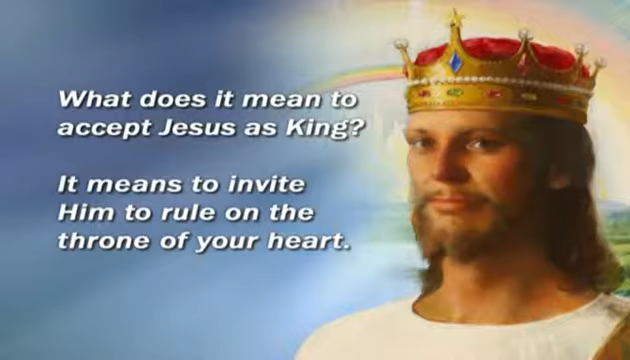 What does it mean to
accept Jesus as King?
It means to invite
Him to rule on the
throne of your heart.